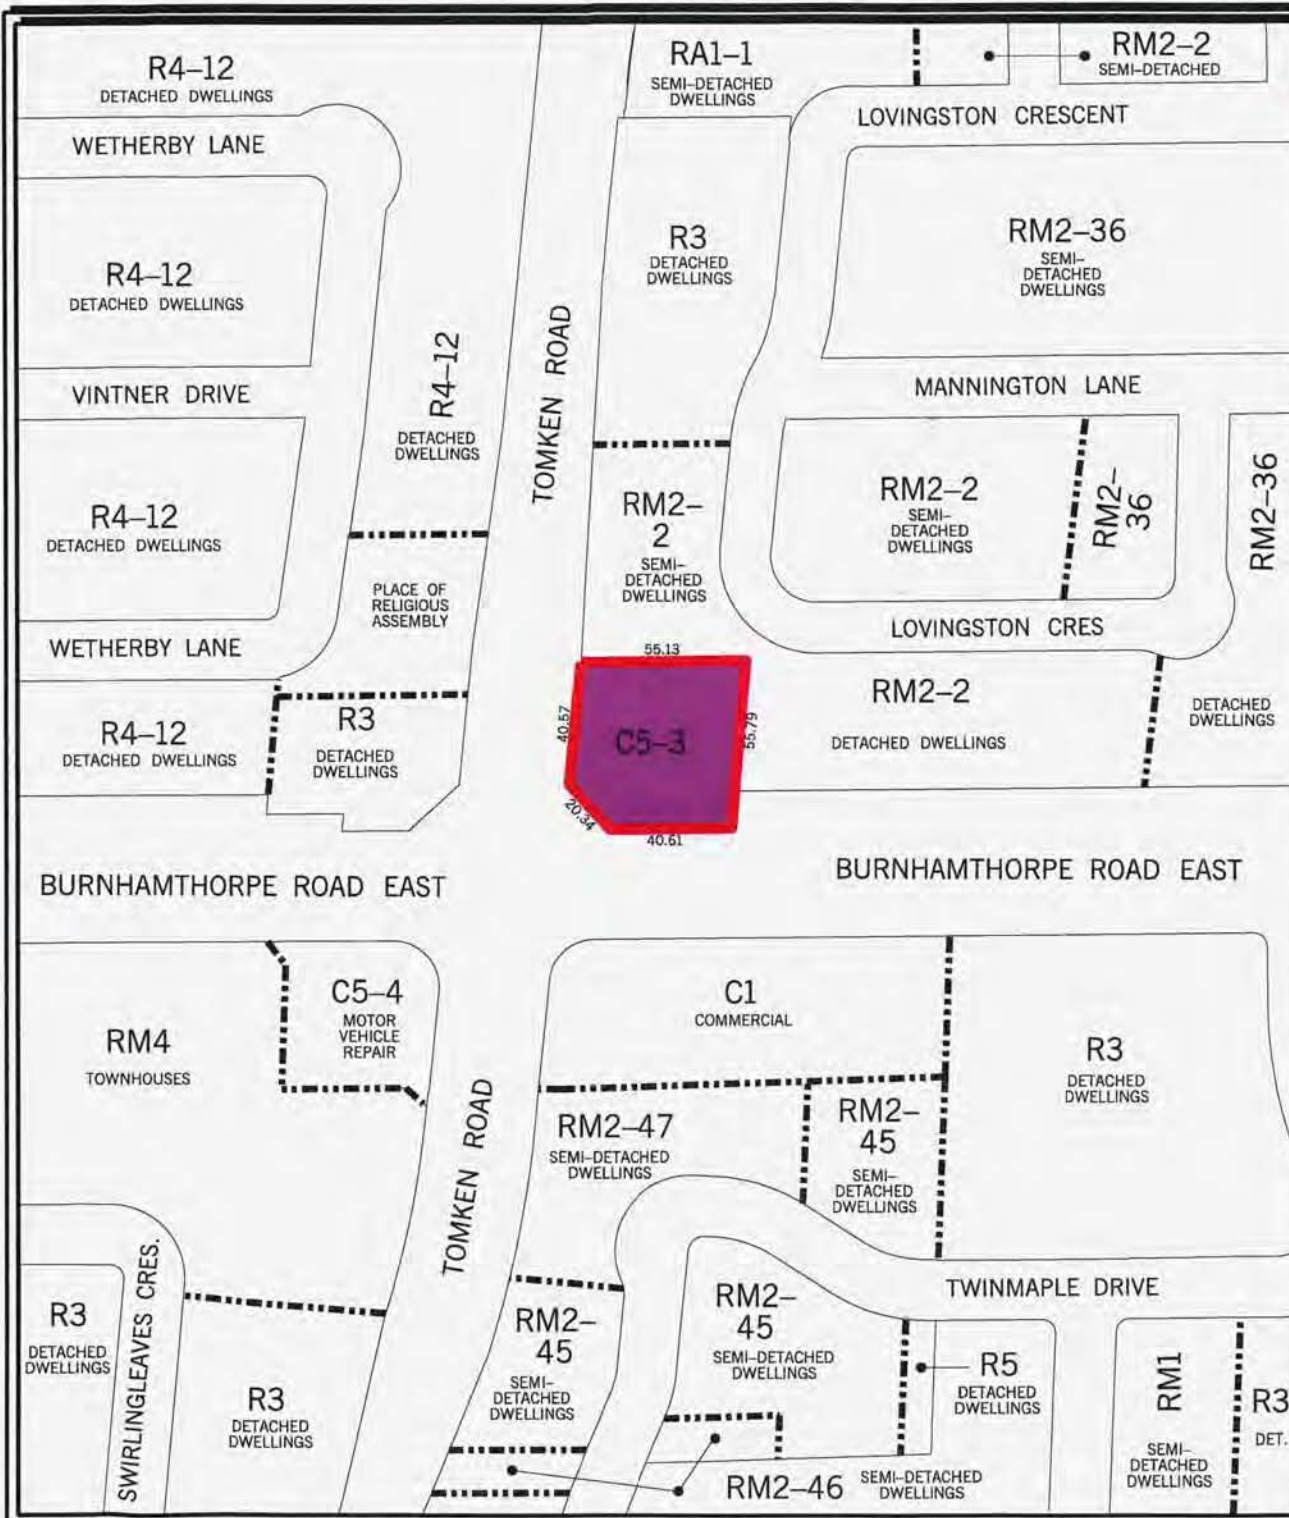 R4–12
DETACHED DWELLINGS
WETHERBY LANE
RA1–1
SEMI–DETACHED
DWELLINGS
RM2–2
SEMI–DETACHED
LOVINGSTON CRESCENT
R4–12
DETACHED DWELLINGS
R3
DETACHED
DWELLINGS
RM2–36
SEMI–
DETACHED
DWELLINGS
VINTNER DRIVE
R4–12
DETACHED
DWELLINGS
TOMKEN ROAD
MANNINGTON LANE
R4–12
DETACHED DWELLINGS
RM2–
2
SEMI–
DETACHED
DWELLINGS
RM2–2
SEMI–
DETACHED
DWELLINGS
RM2–
36
RM2–36
PLACE OF
RELIGIOUS
ASSEMBLY
WETHERBY LANE
LOVINGSTON CRES
55.13
40.57
C5–3
55.79
20.34
40.61
R4–12
DETACHED DWELLINGS
R3
DETACHED
DWELLINGS
RM2–2
DETACHED DWELLINGS
DETACHED
DWELLINGS
BURNHAMTHORPE ROAD EAST
BURNHAMTHORPE ROAD EAST
RM4
TOWNHOUSES
C5–4
MOTOR
VEHICLE
REPAIR
C1
COMMERCIAL
R3
DETACHED
DWELLINGS
TOMKEN ROAD
RM2–47
SEMI–DETACHED
DWELLINGS
RM2–
45
SEMI–
DETACHED
DWELLINGS
TWINMAPLE DRIVE
R3
DETACHED
DWELLINGS
SWIRLINGLEAVES CRES.
R3
DETACHED
DWELLINGS
RM2–
45
SEMI–
DETACHED
DWELLINGS
RM2–
45
SEMI–DETACHED
DWELLINGS
R5
DETACHED
DWELLINGS
RM1
SEMI–
DETACHED
DWELLINGS
R3
DET.
RM2–46
SEMI–DETACHED
DWELLINGS